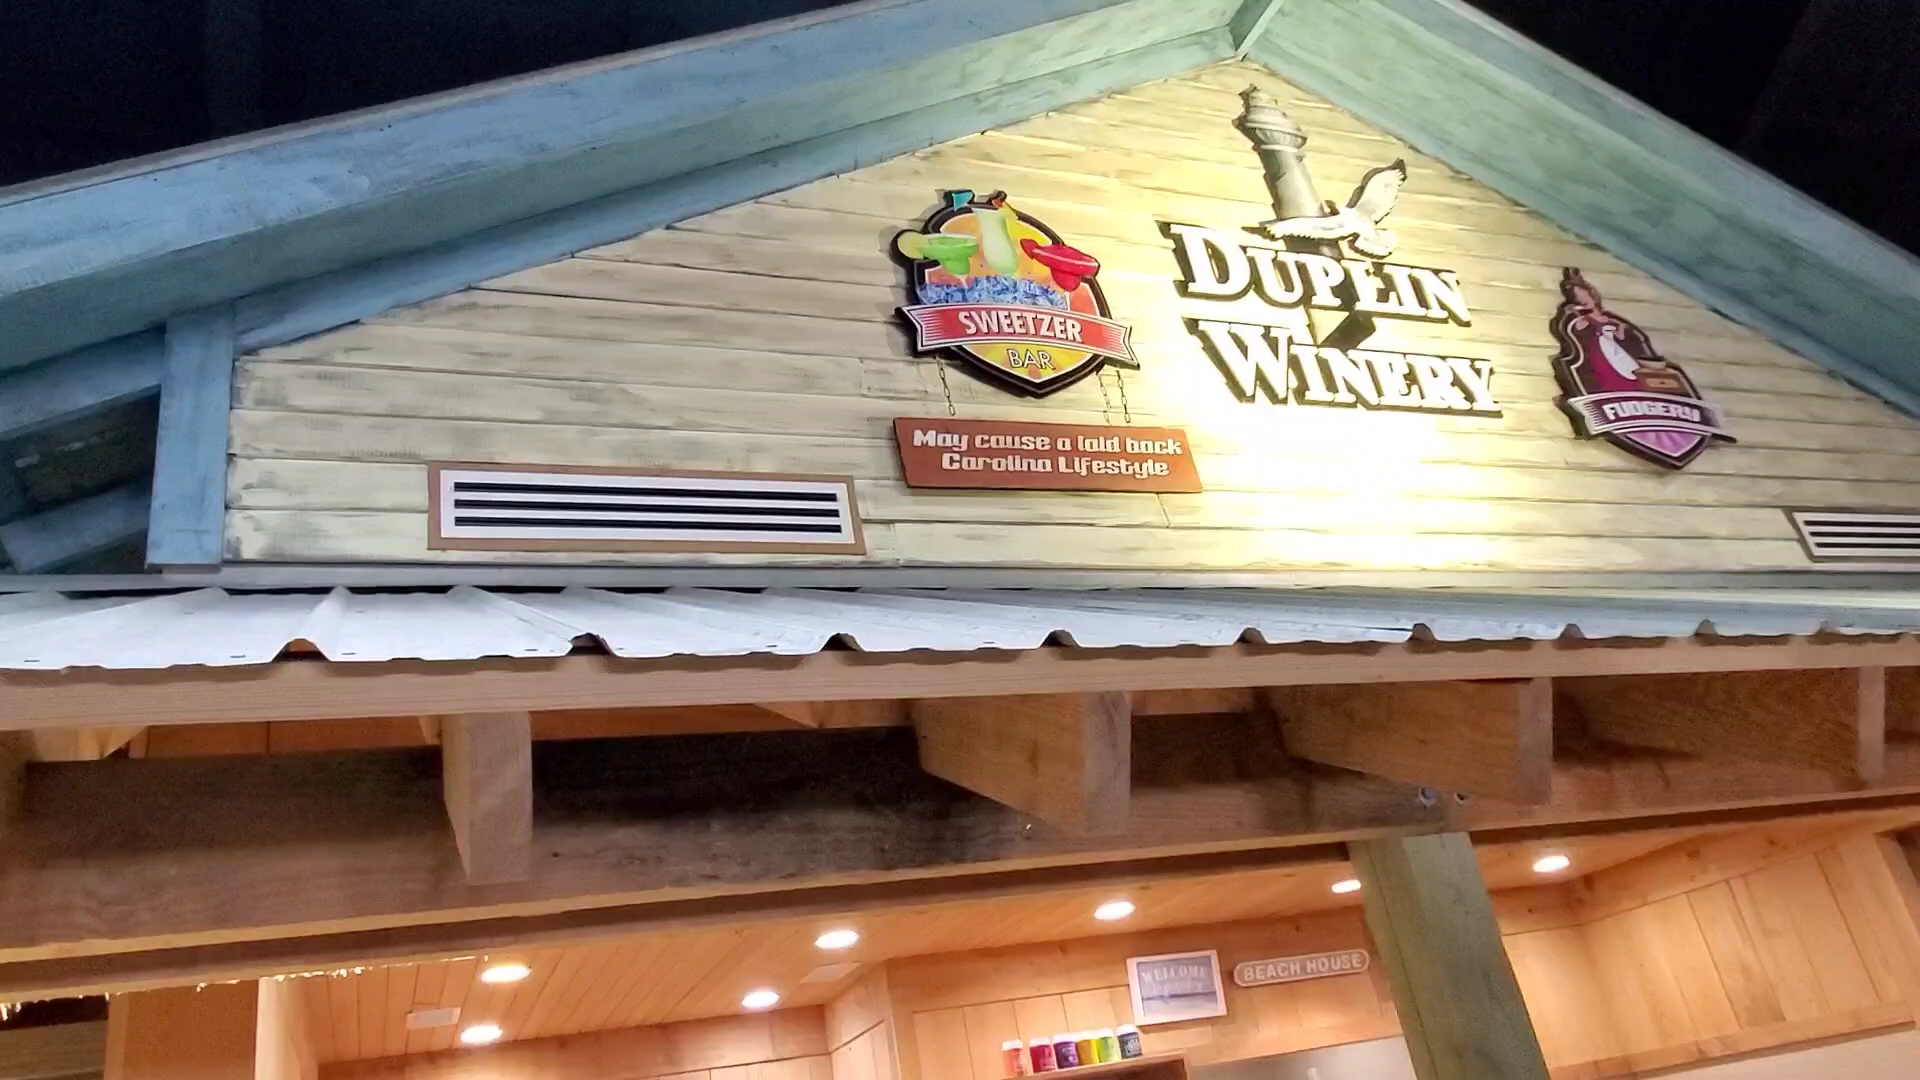 SWEETZER
BAR
May cause a laid back
Carolina Lifestyle
DUPLIN
WINERY
FUDGERY
WELCOME
BEACH HOUSE